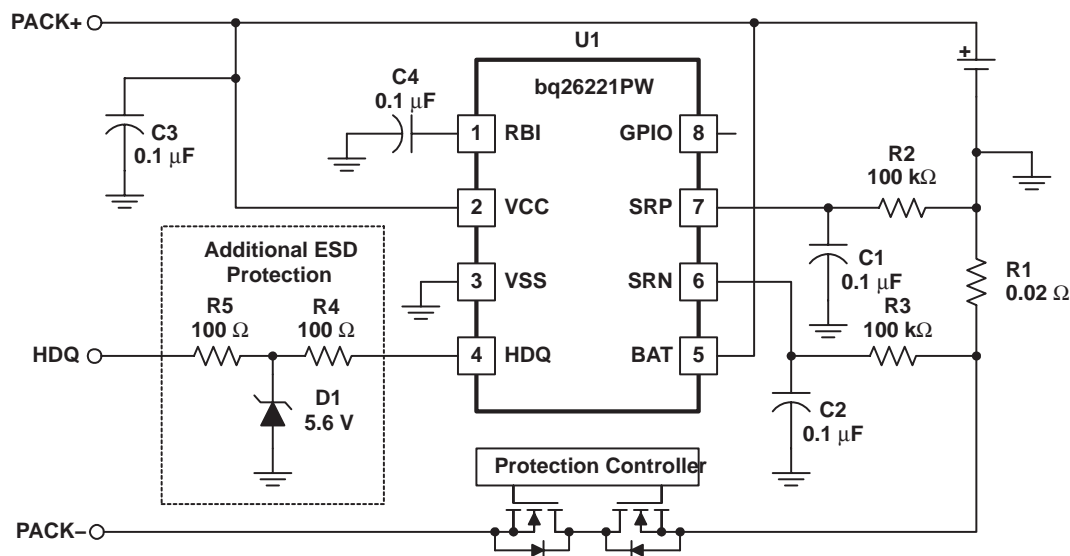 PACK+
U1
bq26221PW
C4
0.1 μF
C3
0.1 μF
1
RBI
GPIO
8
R2
100 kΩ
2
VCC
SRP
7
Additional ESD
Protection
3
VSS
SRN
6
C1
0.1 μF
R1
0.02 Ω
R5
100 Ω
R4
100 Ω
R3
100 kΩ
HDQ
4
HDQ
BAT
5
D1
5.6 V
C2
0.1 μF
Protection Controller
PACK−
+